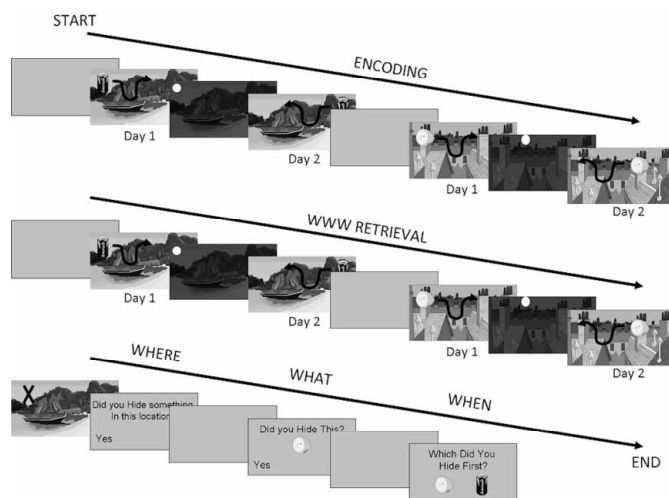 START
ENCODING
Day 1
Day 2
Day 1
Day 2
WWW RETRIEVAL
Day 1
Day 2
Day 1
Day 2
WHERE
WHAT
WHEN
X
Did you Hide something
In this location
Yes
Did you Hide This?
Yes
Which Did You
Hide First?
END